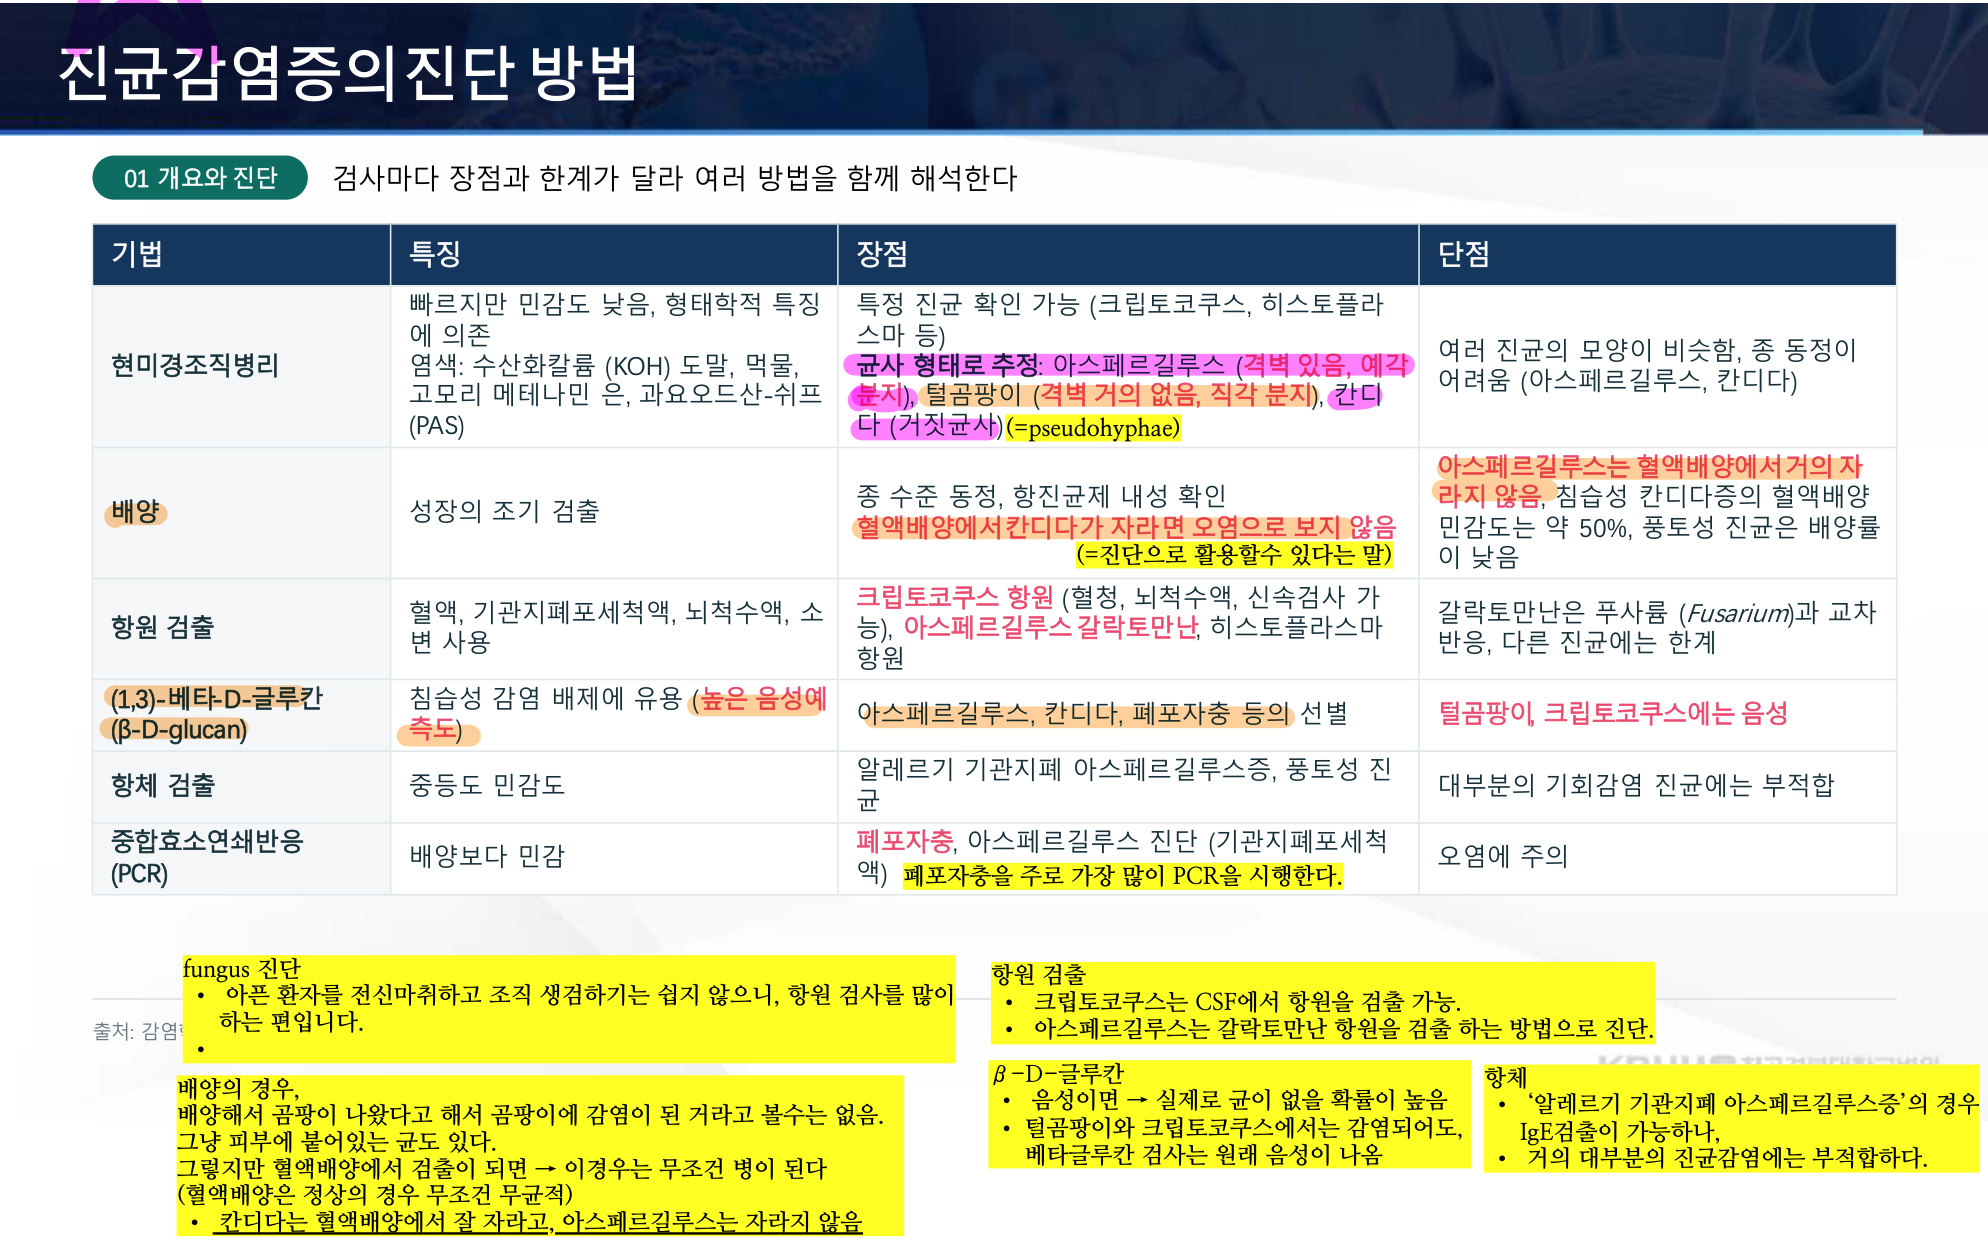 진균감염증의 진단 방법
01 개요와 진단
검사마다 장점과 한계가 달라 여러 방법을 함께 해석한다
기법
특징
장점
단점
현미경조직병리
빠르지만 민감도 낮음, 형태학적 특징
에 의존
염색: 수산화칼륨 (KOH) 도말, 먹물,
고모리 메테나민 은, 과요오드산-쉬프
(PAS)
특정 진균 확인 가능 (크립토코쿠스, 히스토플라
스마 등)
균사 형태로 추정: 아스페르길루스 (격벽 있음, 예각
분지), 털곰팡이 (격벽 거의 없음, 직각 분지), 칸디
다 (거짓균사)(=pseudohyphae)
여러 진균의 모양이 비슷함, 종 동정이
어려움 (아스페르길루스, 칸디다)
배양
성장의 조기 검출
종 수준 동정, 항진균제 내성 확인
혈액배양에서 칸디다가 자라면 오염으로 보지 않음
(=진단으로 활용할수 있다는 말)
아스페르길루스는 혈액배양에서 거의 자
라지 않음, 침습성 칸디다증의 혈액배양
민감도는 약 50%, 풍토성 진균은 배양률
이 낮음
항원 검출
혈액, 기관지폐포세척액, 뇌척수액, 소
변 사용
크립토코쿠스 항원 (혈청, 뇌척수액, 신속검사 가
능), 아스페르길루스 갈락토만난, 히스토플라스마
항원
갈락토만난은 푸사륨 (Fusarium)과 교차
반응, 다른 진균에는 한계
(1,3)-베타-D-글루칸
(β-D-glucan)
침습성 감염 배제에 유용 (높은 음성예
측도)
아스페르길루스, 칸디다, 폐포자충 등의 선별
털곰팡이, 크립토코쿠스에는 음성
항체 검출
중등도 민감도
알레르기 기관지폐 아스페르길루스증, 풍토성 진
균
대부분의 기회감염 진균에는 부적합
중합효소연쇄반응
(PCR)
배양보다 민감
폐포자충, 아스페르길루스 진단 (기관지폐포세척
액) 폐포자충을 주로 가장 많이 PCR을 시행한다.
오염에 주의
fungus 진단
• 아픈 환자를 전신마취하고 조직 생검하기는 쉽지 않으니, 항원 검사를 많이
하는 편입니다.
•
출처: 감염
배양의 경우,
배양해서 곰팡이 나왔다고 해서 곰팡이에 감염이 된 거라고 볼수는 없음.
그냥 피부에 붙어있는 균도 있다.
그렇지만 혈액배양에서 검출이 되면 → 이경우는 무조건 병이 된다
(혈액배양은 정상의 경우 무조건 무균적)
• 칸디다는 혈액배양에서 잘 자라고, 아스페르길루스는 자라지 않음
항원 검출
• 크립토코쿠스는 CSF에서 항원을 검출 가능.
• 아스페르길루스는 갈락토만난 항원을 검출 하는 방법으로 진단.
β-D-글루칸
• 음성이면 → 실제로 균이 없을 확률이 높음
• 털곰팡이와 크립토코쿠스에서는 감염되어도,
베타글루칸 검사는 원래 음성이 나옴
항체
• ‘알레르기 기관지폐 아스페르길루스증’의 경우
IgE검출이 가능하나,
• 거의 대부분의 진균감염에는 부적합하다.